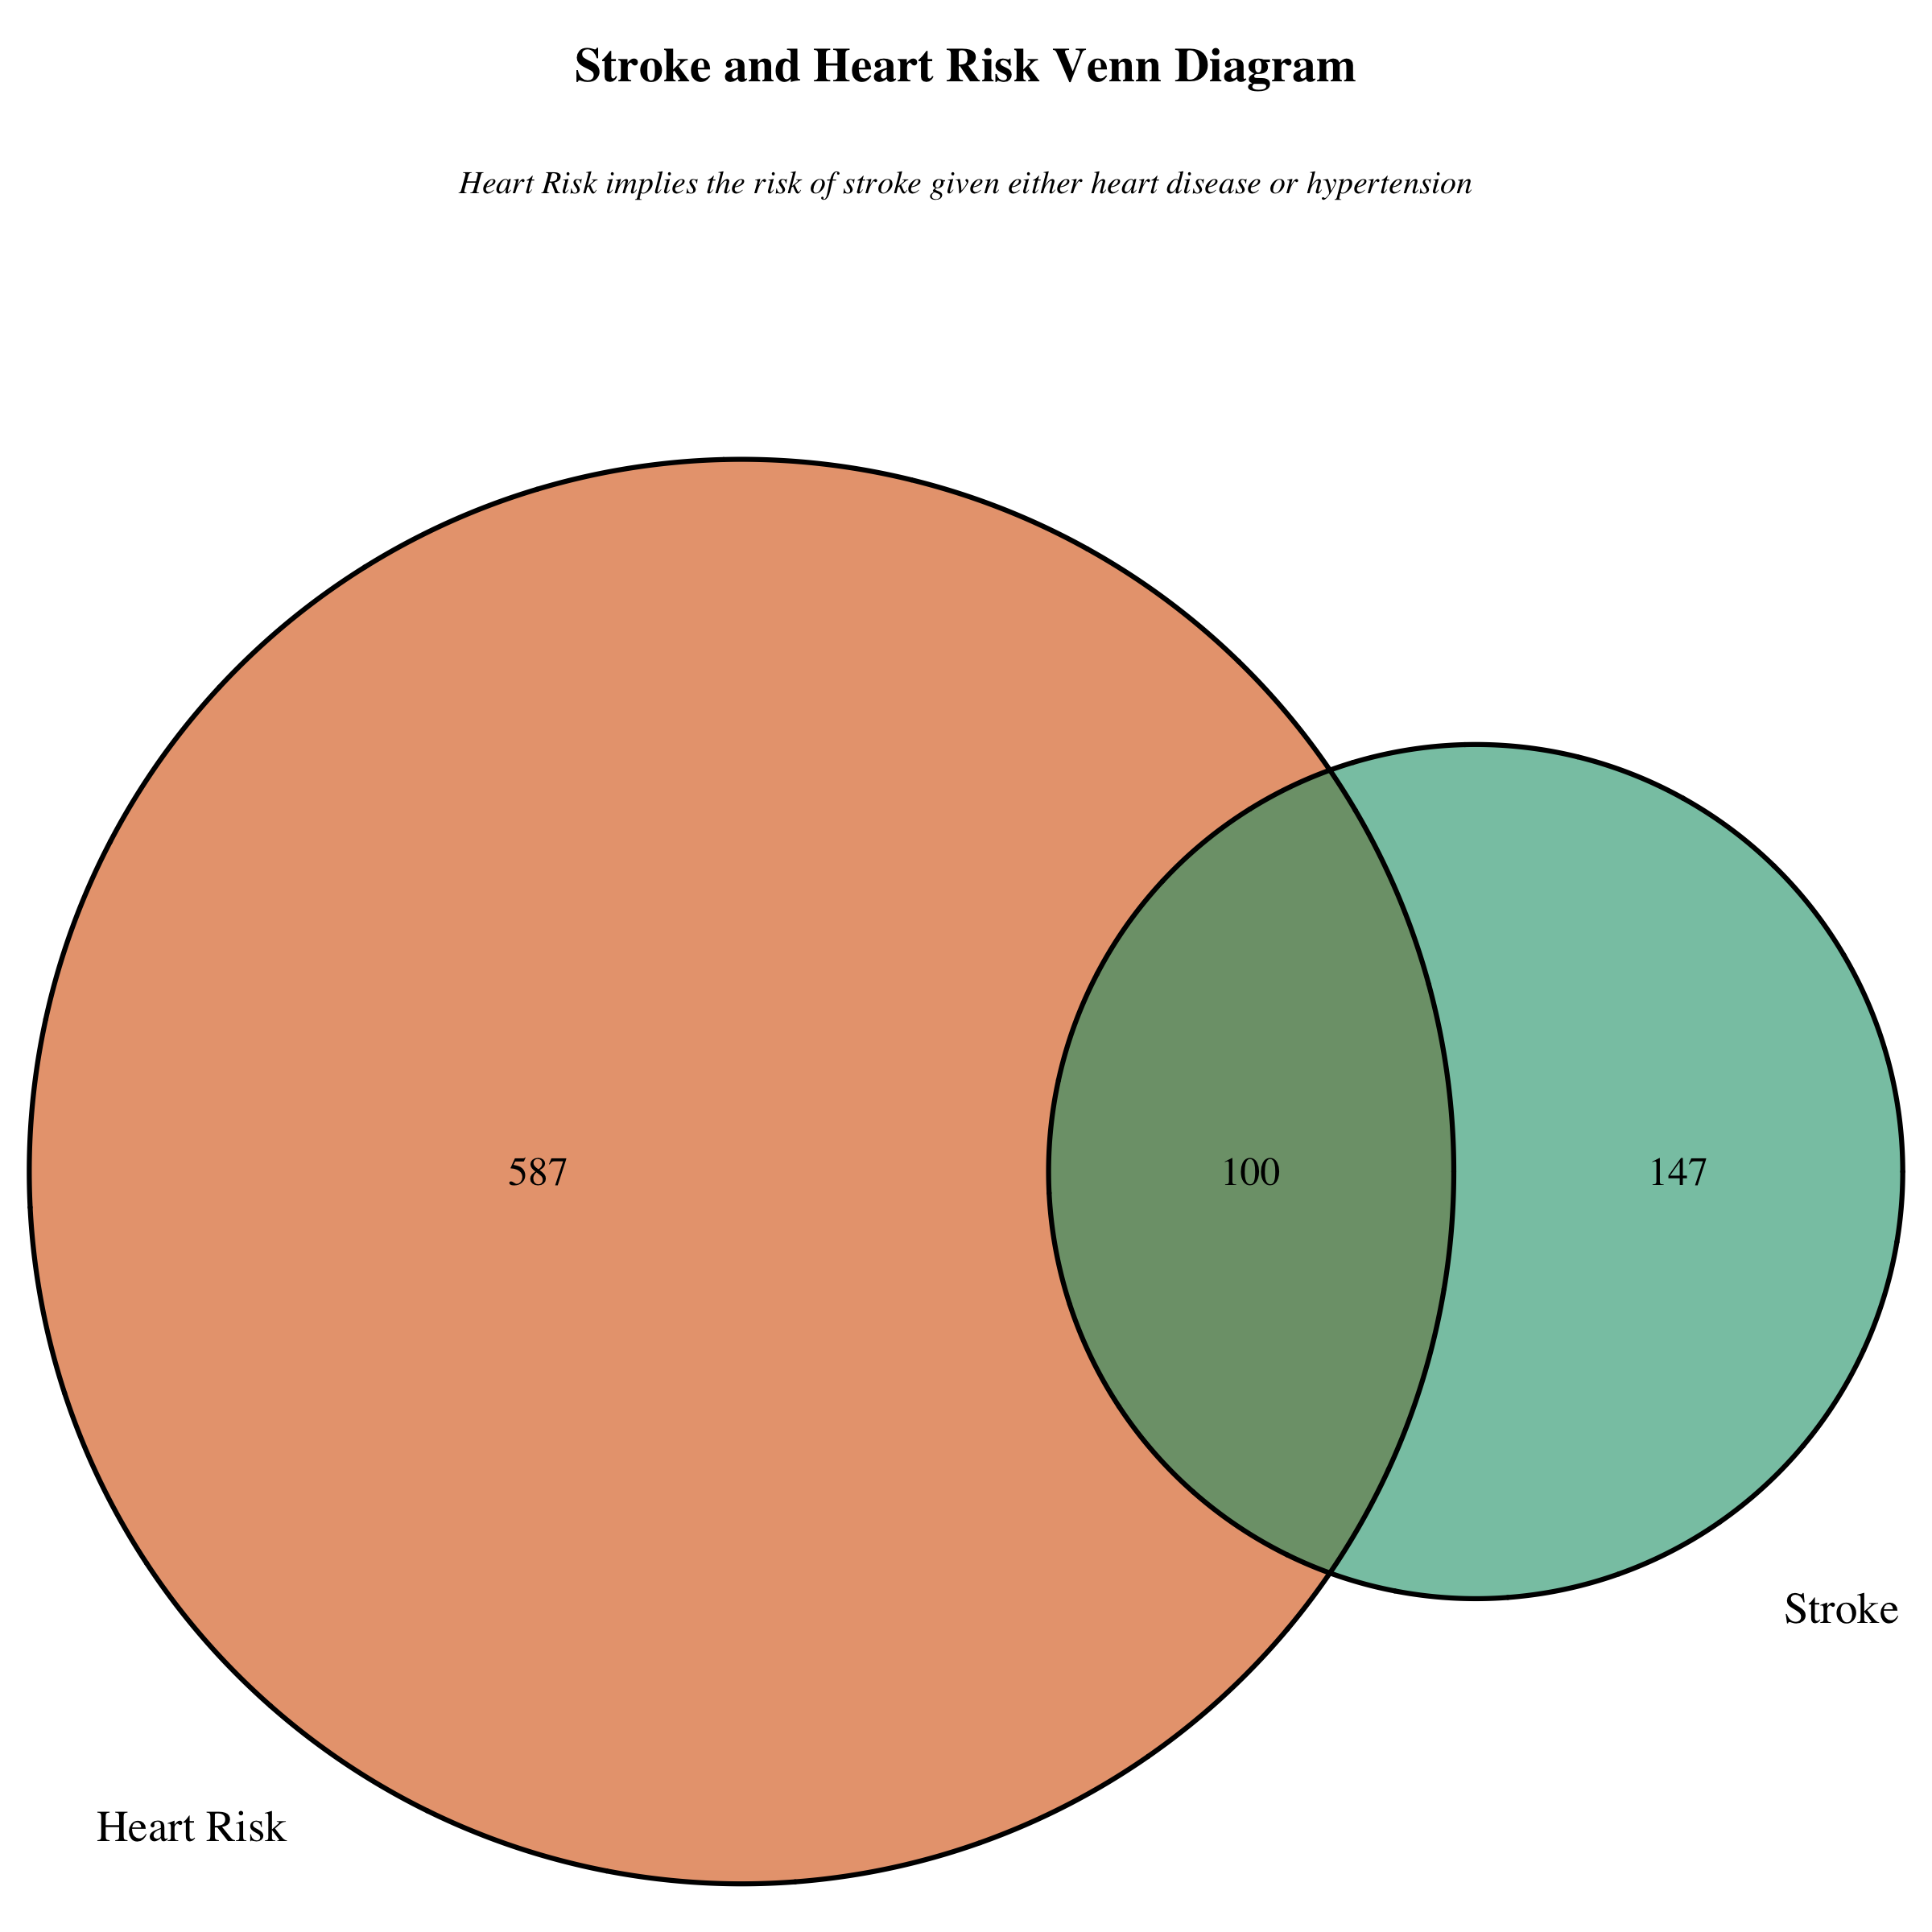 Stroke and Heart Risk Venn Diagram
Heart Risk implies the risk of stroke given either heart disease or hypertension
587
100
147
Stroke
Heart Risk